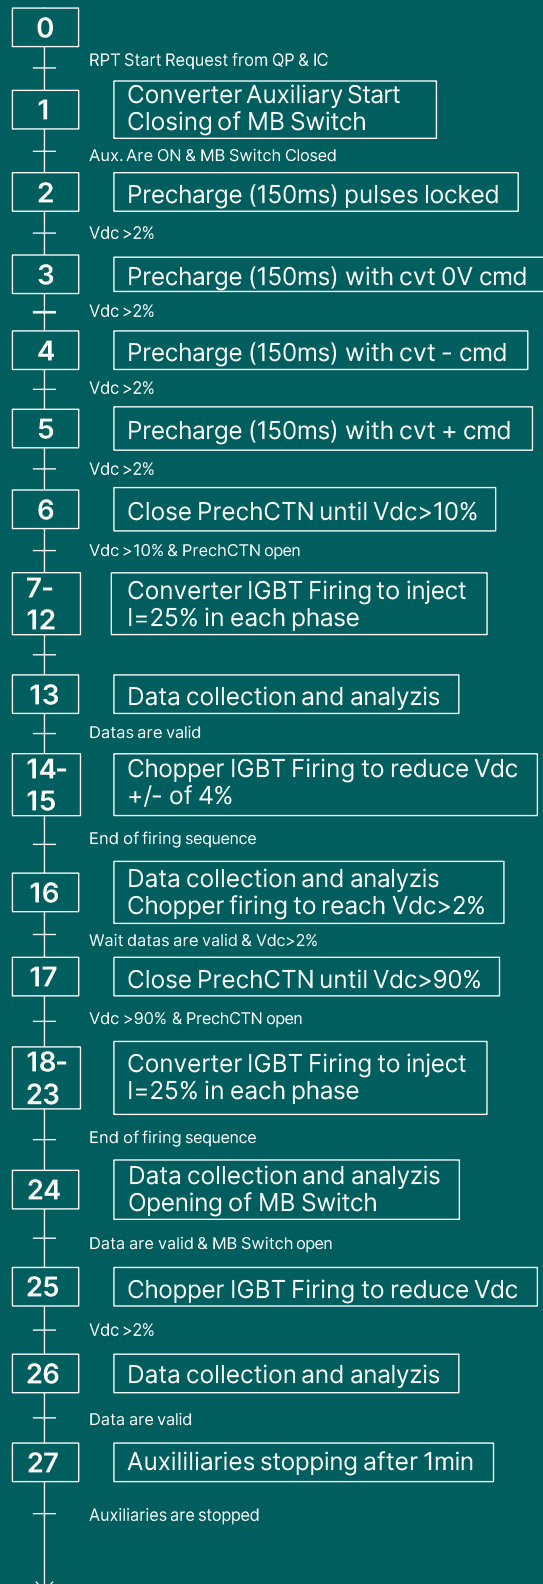 0
RPT Start Request from QP & IC
1
Converter Auxiliary Start
Closing of MB Switch
Aux. Are ON & MB Switch Closed
2
Precharge (150ms) pulses locked
Vdc >2%
3
Precharge (150ms) with cvt 0V cmd
Vdc >2%
4
Precharge (150ms) with cvt - cmd
Vdc >2%
5
Precharge (150ms) with cvt + cmd
Vdc >2%
6
Close PrechCTN until Vdc>10%
Vdc >10% & PrechCTN open
7-
12
Converter IGBT Firing to inject
I=25% in each phase
13
Data collection and analyzis
Datas are valid
14-
15
Chopper IGBT Firing to reduce Vdc
+/- of 4%
End of firing sequence
16
Data collection and analyzis
Chopper firing to reach Vdc>2%
Wait datas are valid & Vdc>2%
17
Close PrechCTN until Vdc>90%
Vdc >90% & PrechCTN open
18-
23
Converter IGBT Firing to inject
I=25% in each phase
End of firing sequence
24
Data collection and analyzis
Opening of MB Switch
Data are valid & MB Switch open
25
Chopper IGBT Firing to reduce Vdc
Vdc >2%
26
Data collection and analyzis
Data are valid
27
Auxililiaries stopping after 1min
Auxiliaries are stopped